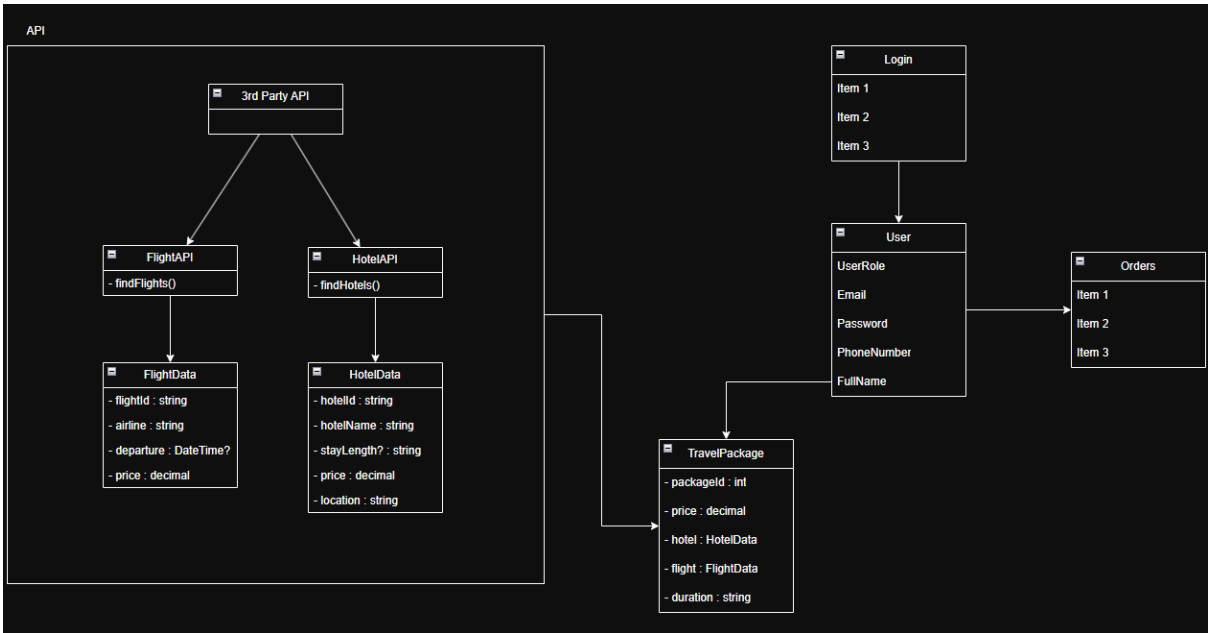 API
3rd Party API
FlightAPI
- findFlights()
HotelAPI
- findHotels()
FlightData
- flightId : string
- airline : string
- departure : DateTime?
- price : decimal
HotelData
- hotelId : string
- hotelName : string
- stayLength? : string
- price : decimal
- location : string
Login
Item 1
Item 2
Item 3
User
UserRole
Email
Password
PhoneNumber
FullName
Orders
Item 1
Item 2
Item 3
TravelPackage
- packageId : int
- price : decimal
- hotel : HotelData
- flight : FlightData
- duration : string